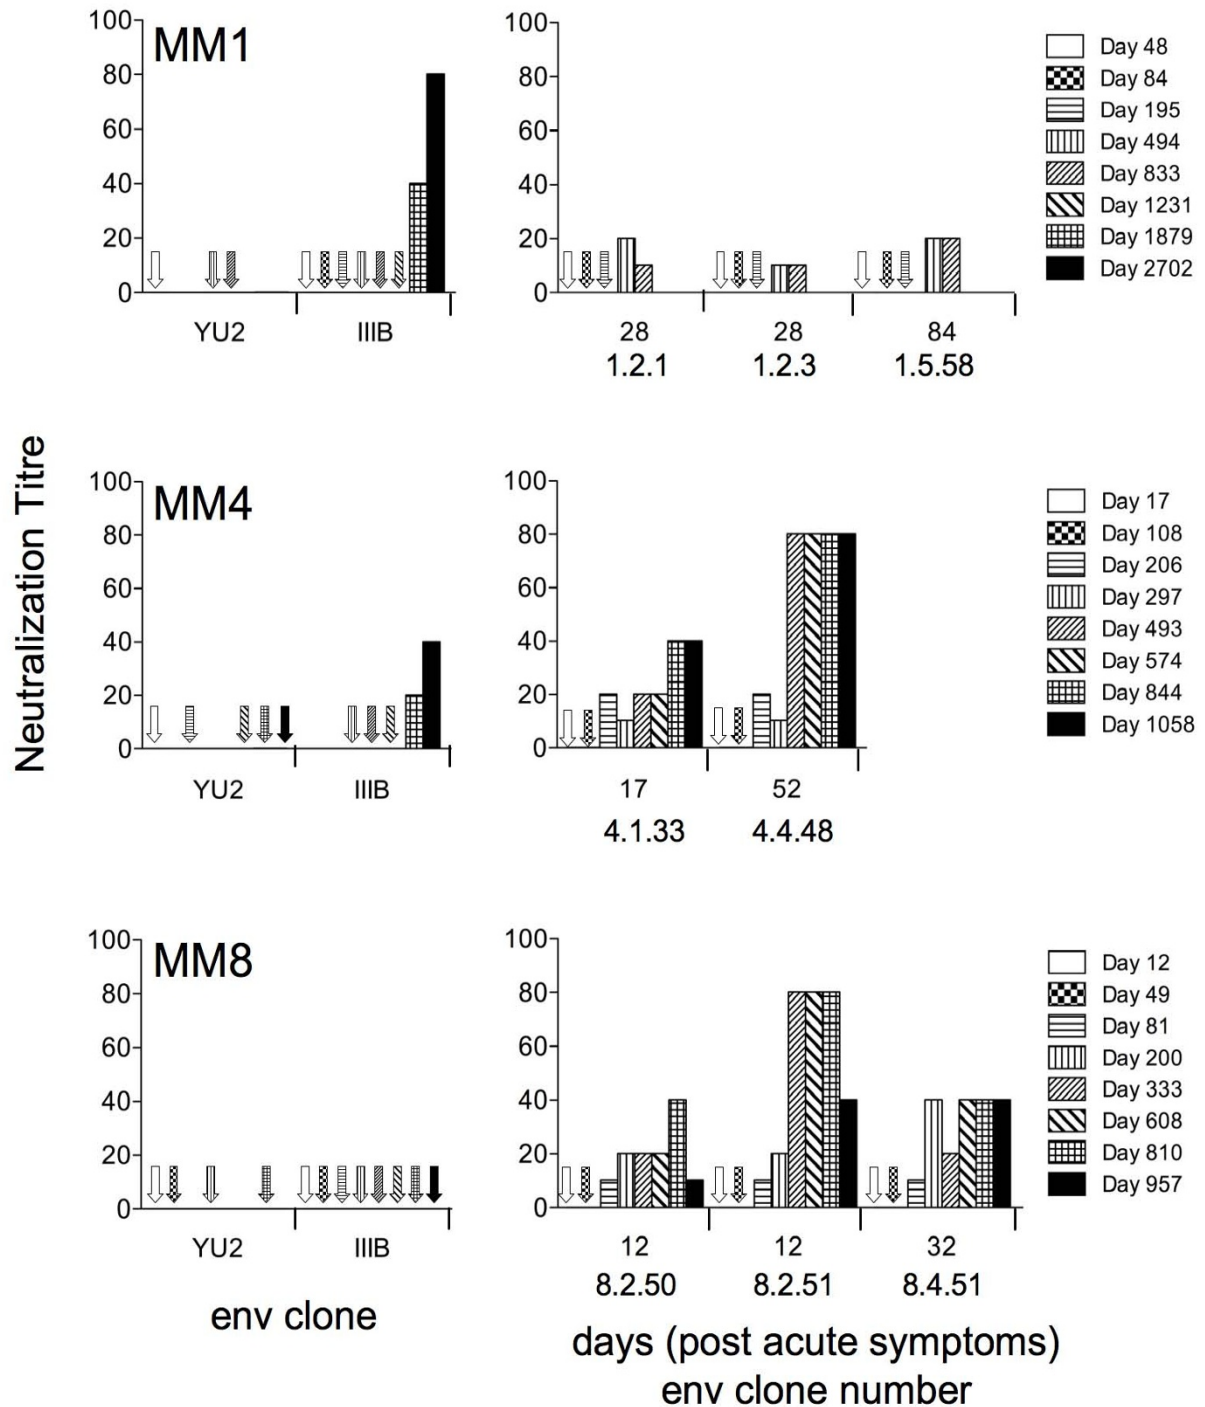 Neutralization Titre
MM1
100
80
60
40
20
0
YU2 IIIB
100
80
60
40
20
0
28 28 84
1.2.1 1.2.3 1.5.58
Day 48
Day 84
Day 195
Day 494
Day 833
Day 1231
Day 1879
Day 2702
MM4
100
80
60
40
20
0
YU2 IIIB
100
80
60
40
20
0
17 52
4.1.33 4.4.48
Day 17
Day 108
Day 206
Day 297
Day 493
Day 574
Day 844
Day 1058
MM8
100
80
60
40
20
0
YU2 IIIB
env clone
100
80
60
40
20
0
12 12 32
8.2.50 8.2.51 8.4.51
days (post acute symptoms)
env clone number
Day 12
Day 49
Day 81
Day 200
Day 333
Day 608
Day 810
Day 957